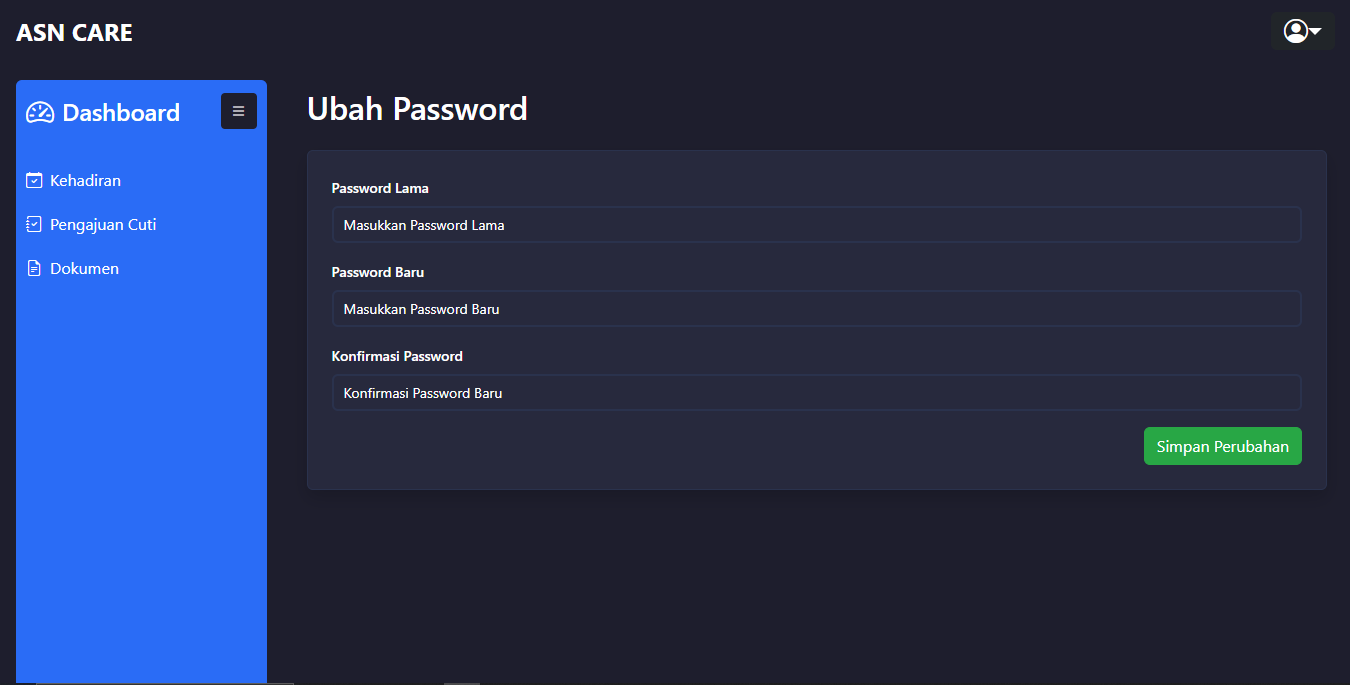 ASN CARE
Dashboard
Kehadiran
Pengajuan Cuti
Dokumen
Ubah Password
Password Lama
Masukkan Password Lama
Password Baru
Masukkan Password Baru
Konfirmasi Password
Konfirmasi Password Baru
Simpan Perubahan